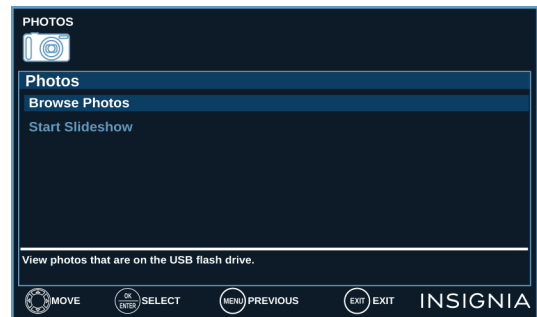 PHOTOS
Photos
Browse Photos
Start Slideshow
View photos that are on the USB flash drive.
MOVE OK ENTER SELECT MENU PREVIOUS EXIT EXIT INSIGNIA